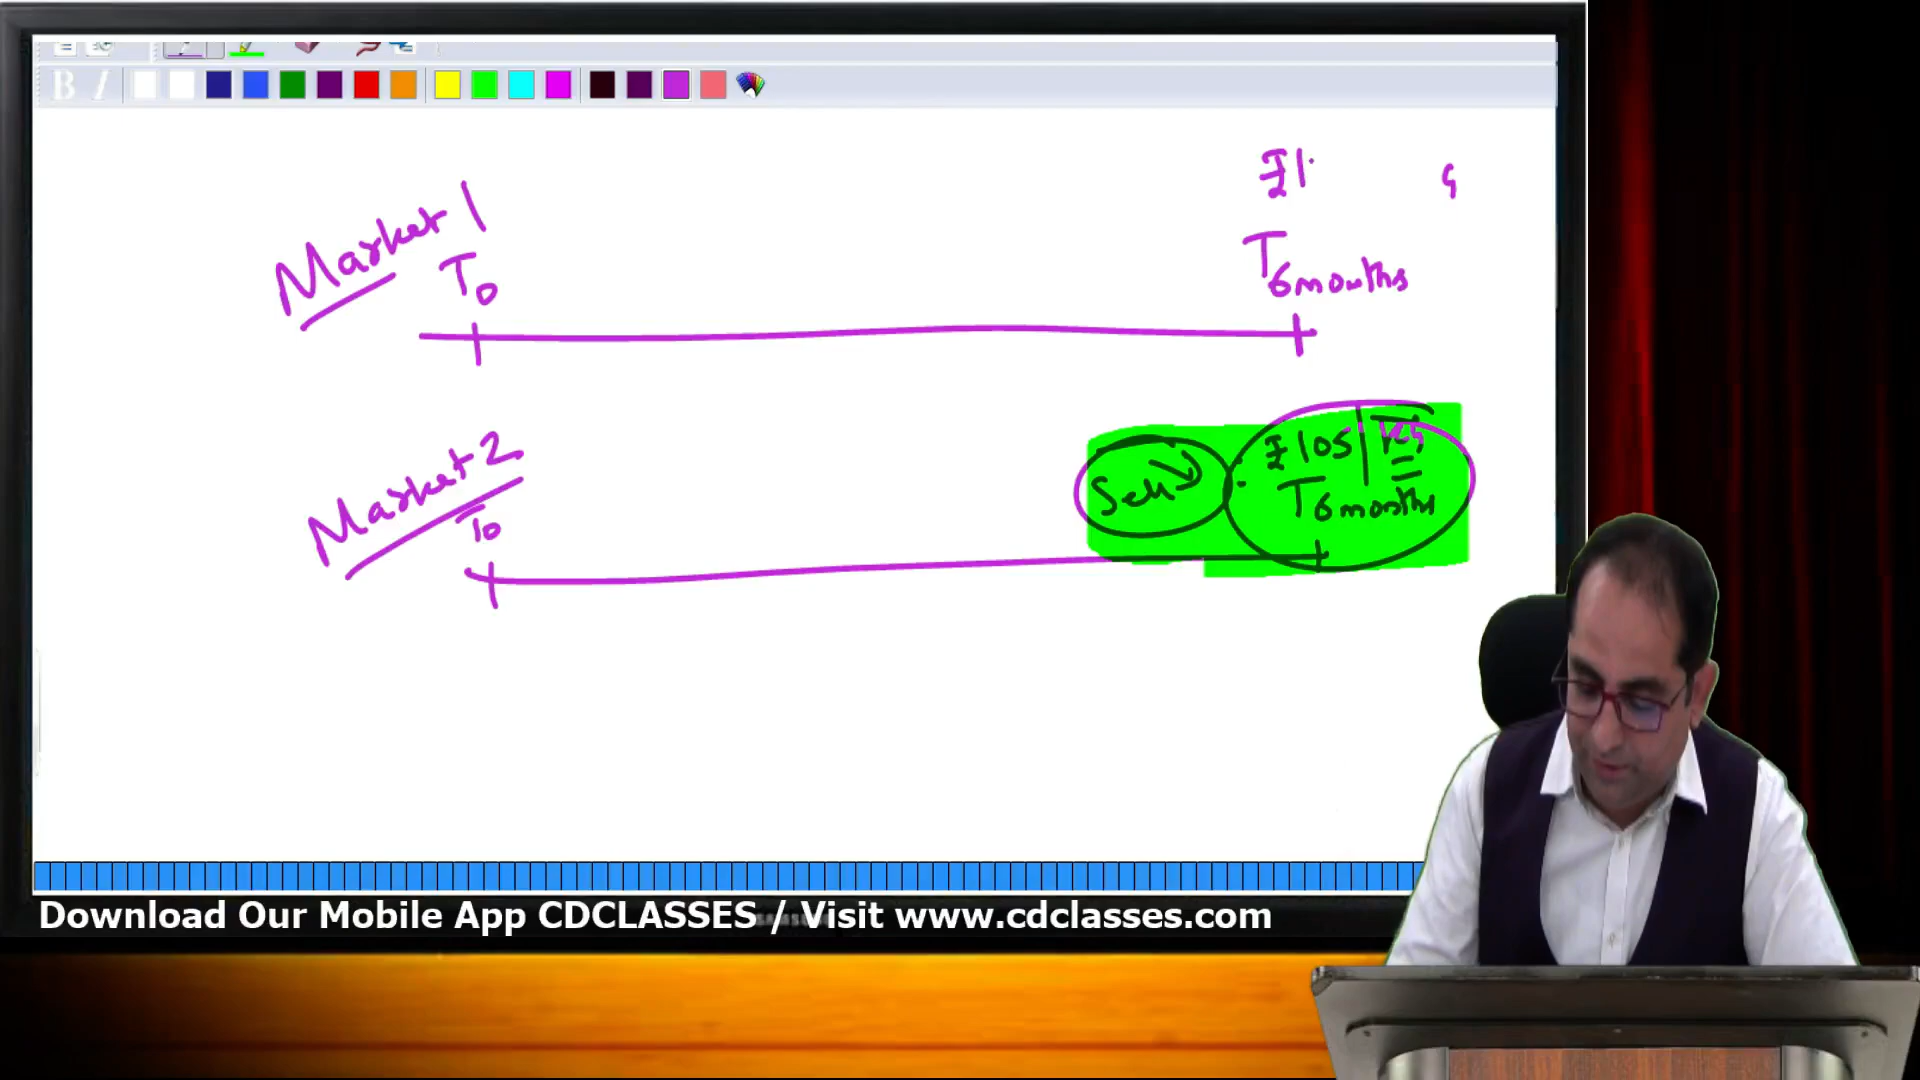 B I
₹1
Market 1
T0
T6months
Market 2
T0
Sell
₹105
T6months
Download Our Mobile App CDCLASSES / Visit www.cdclasses.com